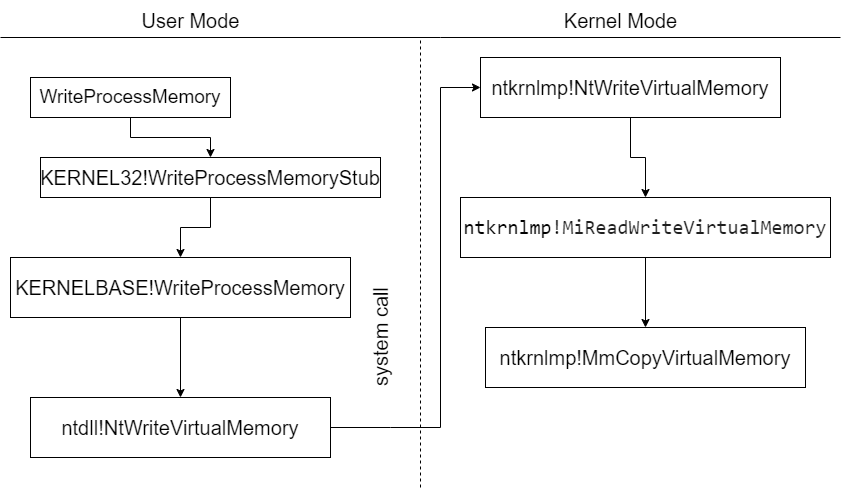 User Mode
Kernel Mode
WriteProcessMemory
KERNEL32!WriteProcessMemoryStub
KERNELBASE!WriteProcessMemory
ntdll!NtWriteVirtualMemory
system call
ntkrnlmp!NtWriteVirtualMemory
ntkrnlmp!MiReadWriteVirtualMemory
ntkrnlmp!MmCopyVirtualMemory